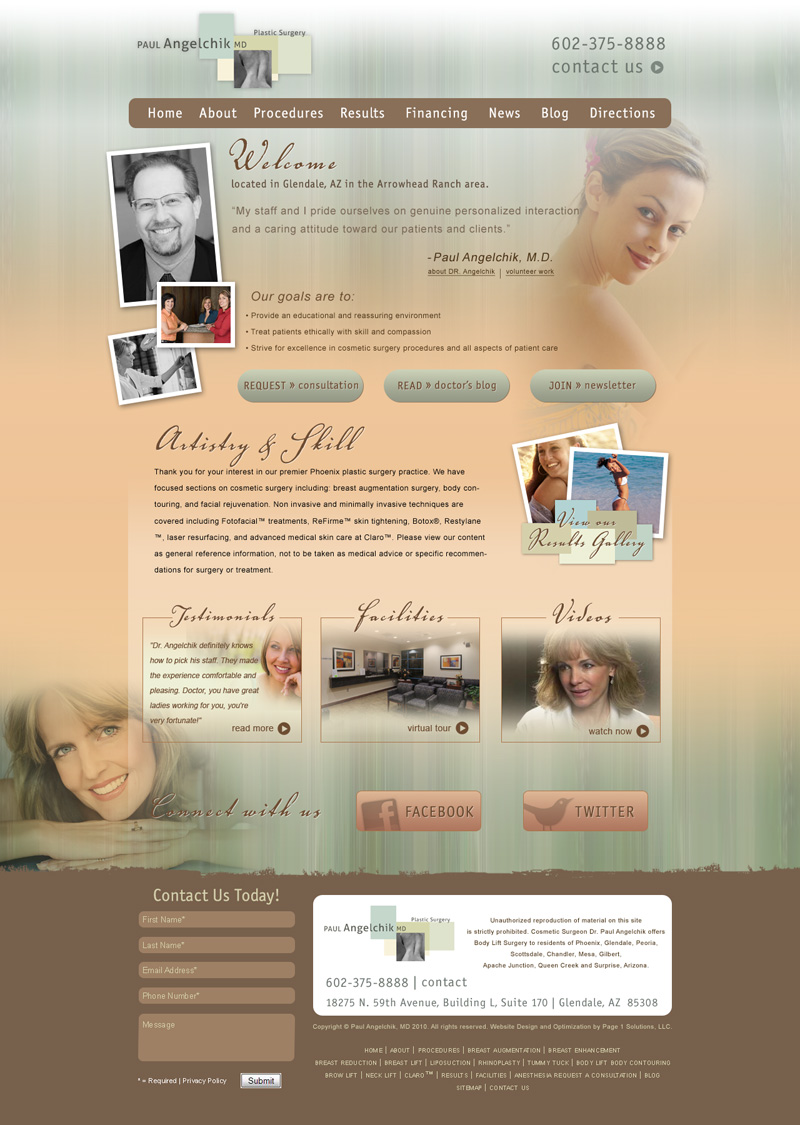 Plastic Surgery
PAUL Angelchik MD
602-375-8888
contact us
Home About Procedures Results Financing News Blog Directions
Welcome
located in Glendale, AZ in the Arrowhead Ranch area.
“My staff and I pride ourselves on genuine personalized interaction
and a caring attitude toward our patients and clients.”
- Paul Angelchik, M.D.
about DR. Angelchik | volunteer work
Our goals are to:
• Provide an educational and reassuring environment
• Treat patients ethically with skill and compassion
• Strive for excellence in cosmetic surgery procedures and all aspects of patient care
REQUEST » consultation
READ » doctor's blog
JOIN » newsletter
Artistry & Skill
Thank you for your interest in our premier Phoenix plastic surgery practice. We have
focused sections on cosmetic surgery including: breast augmentation surgery, body con-
touring, and facial rejuvenation. Non invasive and minimally invasive techniques are
covered including Fotofacial™ treatments, ReFirme™ skin tightening, Botox®, Restylane
™, laser resurfacing, and advanced medical skin care at Claro™. Please view our content
as general reference information, not to be taken as medical advice or specific recommen-
dations for surgery or treatment.
View our
Results Gallery
Testimonials
"Dr. Angelchik definitely knows
how to pick his staff. They made
the experience comfortable and
pleasing. Doctor, you have great
ladies working for you, you're
very fortunate!"
read more
Facilities
virtual tour
Videos
watch now
Connect with us
FACEBOOK
TWITTER
Contact Us Today!
First Name*
Last Name*
Email Address*
Phone Number*
Message
* = Required | Privacy Policy
Submit
Plastic Surgery
PAUL Angelchik MD
Unauthorized reproduction of material on this site
is strictly prohibited. Cosmetic Surgeon Dr. Paul Angelchik offers
Body Lift Surgery to residents of Phoenix, Glendale, Peoria,
Scottsdale, Chandler, Mesa, Gilbert,
Apache Junction, Queen Creek and Surprise, Arizona.
602-375-8888 | contact
18275 N. 59th Avenue, Building L, Suite 170 | Glendale, AZ 85308
Copyright © Paul Angelchik, MD 2010. All rights reserved. Website Design and Optimization by Page 1 Solutions, LLC.
HOME | ABOUT | PROCEDURES | BREAST AUGMENTATION | BREAST ENHANCEMENT
BREAST REDUCTION | BREAST LIFT | LIPOSUCTION | RHINOPLASTY | TUMMY TUCK | BODY LIFT BODY CONTOURING
BROW LIFT | NECK LIFT | CLARO™ | RESULTS | FACILITIES | ANESTHESIA REQUEST A CONSULTATION | BLOG
SITEMAP | CONTACT US